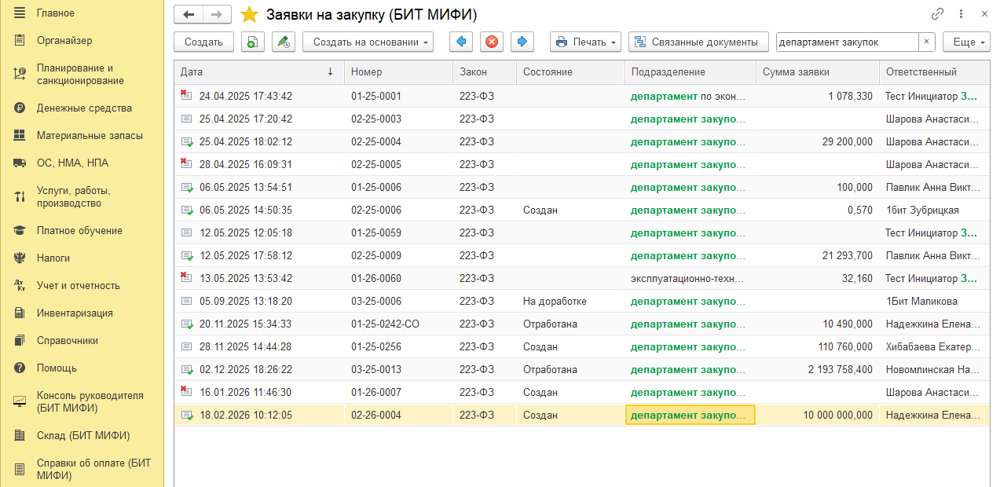 Главное
Органайзер
Планирование и
санкционирование
Денежные средства
Материальные запасы
ОС, НМА, НПА
Услуги, работы,
производство
Платное обучение
Налоги
Учет и отчетность
Инвентаризация
Справочники
Помощь
Консоль руководителя
(БИТ МИФИ)
Склад (БИТ МИФИ)
Справки об оплате (БИТ
МИФИ)
Заявки на закупку (БИТ МИФИ)
Создать Создать на основании Печать Связанные документы департамент закупок × Еще
Дата ↓ Номер Закон Состояние Подразделение Сумма заявки Ответственный
24.04.2025 17:43:42 01-25-0001 223-ФЗ департамент по экон... 1 078,330 Тест Инициатор З...
25.04.2025 17:20:42 02-25-0003 223-ФЗ департамент закупо... Шарова Анастаси...
25.04.2025 18:02:12 02-25-0004 223-ФЗ департамент закупо... 29 200,000 Шарова Анастаси...
28.04.2025 16:09:31 02-25-0005 223-ФЗ департамент закупо... Шарова Анастаси...
06.05.2025 13:54:51 01-25-0006 223-ФЗ департамент закупо... 100,000 Павлик Анна Викт...
06.05.2025 14:50:35 02-25-0006 223-ФЗ Создан департамент закупо... 0,570 1бит Зубрицкая
12.05.2025 12:05:18 01-25-0059 223-ФЗ департамент закупо... Тест Инициатор З...
12.05.2025 17:58:12 02-25-0009 223-ФЗ департамент закупо... 21 293,700 Павлик Анна Викт...
13.05.2025 13:53:42 01-26-0060 223-ФЗ эксплуатационно-техн... 32,160 Тест Инициатор З...
05.09.2025 13:18:20 03-25-0006 223-ФЗ На доработке департамент закупо... 1Бит Маликова
20.11.2025 15:34:33 01-25-0242-СО 223-ФЗ Отработана департамент закупо... 10 490,000 Надежкина Елена...
28.11.2025 14:44:28 01-25-0256 223-ФЗ Создан департамент закупо... 110 760,000 Хибабаева Екатер...
02.12.2025 18:26:22 03-25-0013 223-ФЗ Отработана департамент закупо... 2 193 758,400 Новомлинская На...
16.01.2026 11:46:30 01-26-0007 223-ФЗ Создан департамент закупо... Шарова Анастаси...
18.02.2026 10:12:05 02-26-0004 223-ФЗ Создан департамент закупо... 10 000 000,000 Надежкина Елена...